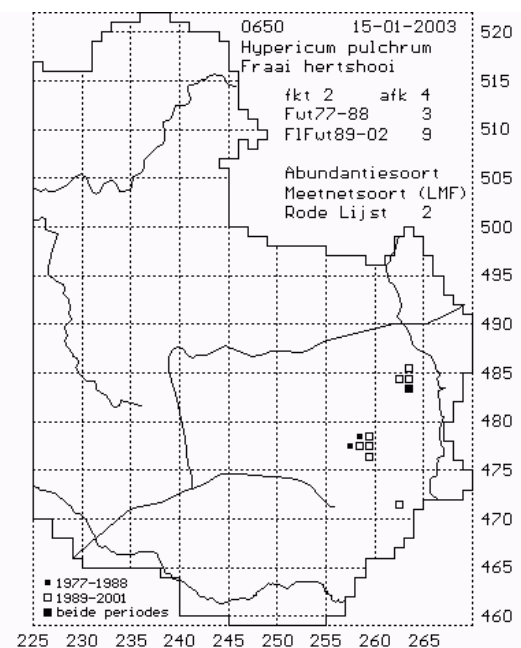 0650 15-01-2003
Hypericum pulchrum
Fraai hertshooi
fkt 2 afk 4
Fwt77-88 3
FlFwt89-02 9
Abundantiesoort
Meetnetsoort (LMF)
Rode Lijst 2
520
515
510
505
500
495
490
485
480
475
470
465
460
1977-1988
1989-2001
beide periodes
225 230 235 240 245 250 255 260 265